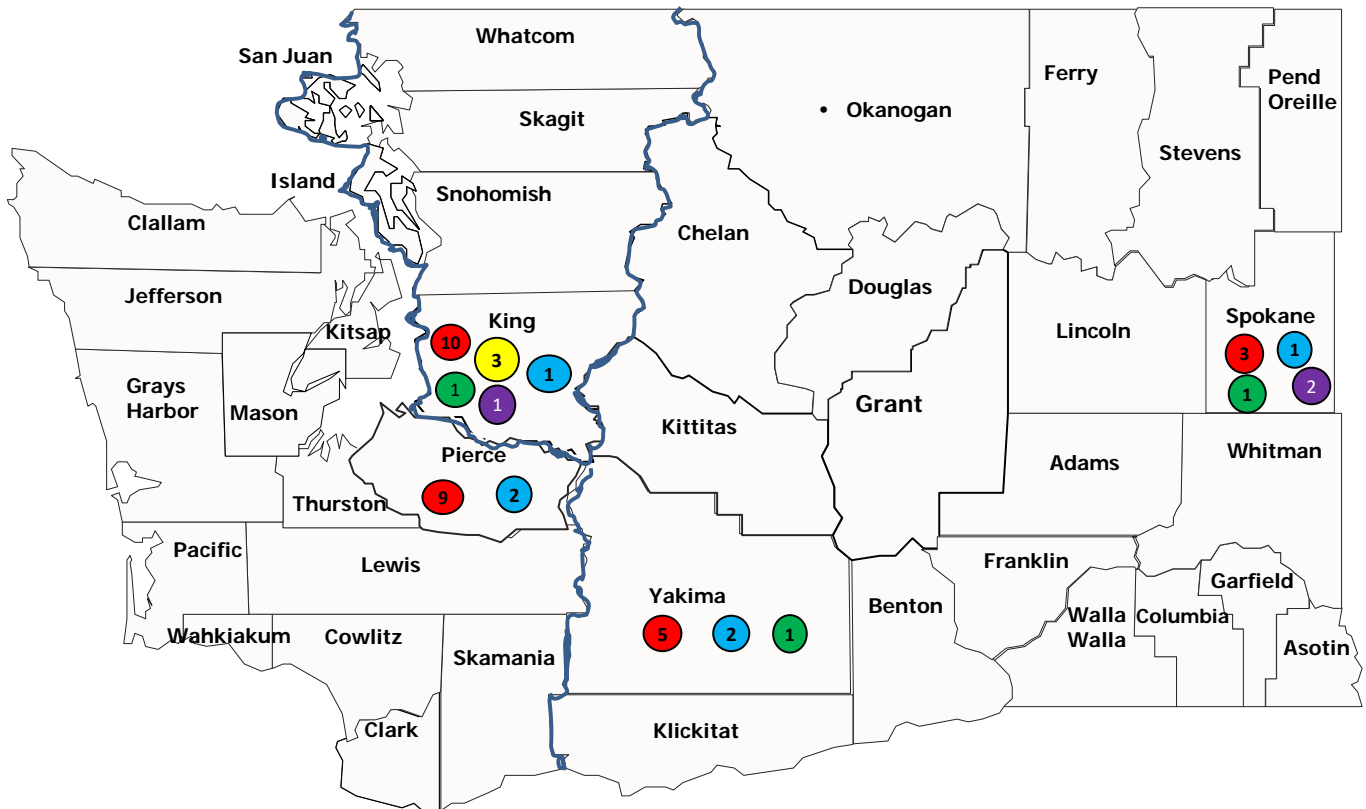 Whatcom
San Juan
Ferry
Pend
Oreille
Okanogan
Skagit
Stevens
Island
Snohomish
Clallam
Chelan
Douglas
Jefferson
Kitsap
King
Lincoln
Spokane
10
3
1
3
1
1
1
1
2
Grays
Harbor
Mason
Grant
Kittitas
Pierce
Whitman
Adams
9
2
Thurston
Pacific
Lewis
Franklin
Garfield
Yakima
Benton
Walla
Walla
Columbia
5
2
1
Wahkiakum
Cowlitz
Skamania
Asotin
Clark
Klickitat